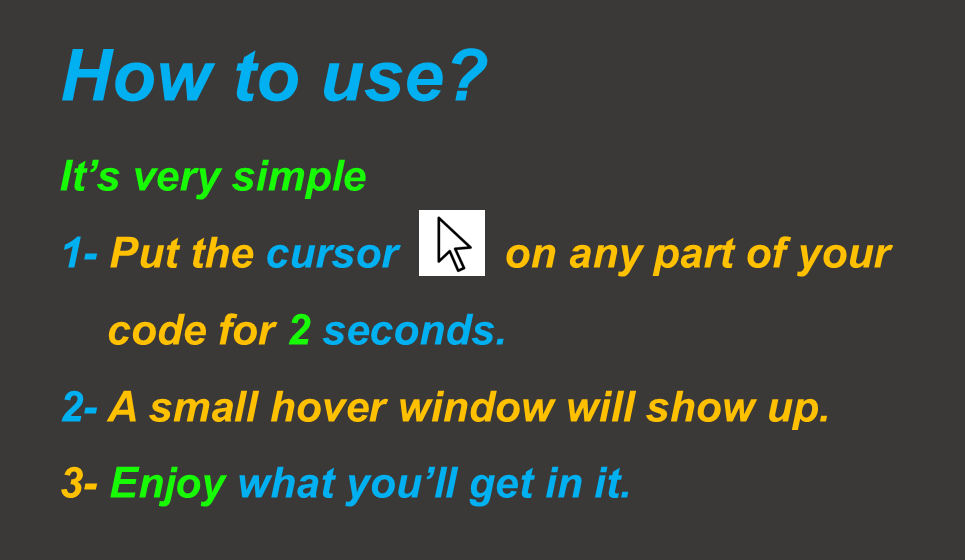 How to use?
It’s very simple
1- Put the cursor on any part of your
code for 2 seconds.
2- A small hover window will show up.
3- Enjoy what you’ll get in it.